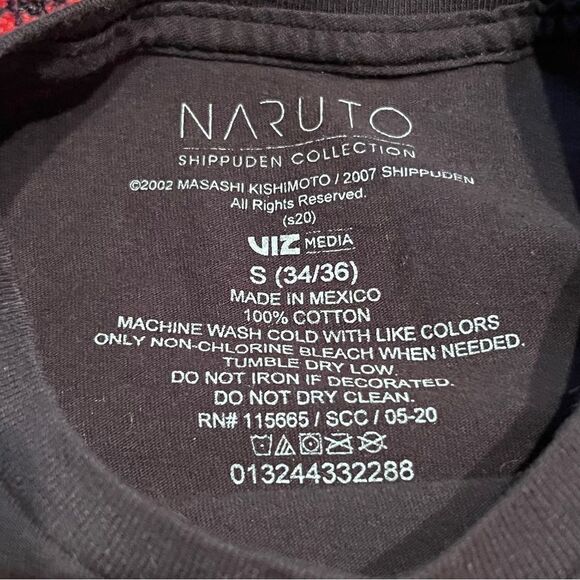 NARUTO
SHIPPUDEN COLLECTION
©2002 MASASHI KISHIMOTO / 2007 SHIPPUDEN
All Rights Reserved.
(s20)
VIZ MEDIA
S (34/36)
MADE IN MEXICO
100% COTTON
MACHINE WASH COLD WITH LIKE COLORS
ONLY NON-CHLORINE BLEACH WHEN NEEDED.
TUMBLE DRY LOW.
DO NOT IRON IF DECORATED.
DO NOT DRY CLEAN.
RN# 115665 / SCC / 05-20
013244332288